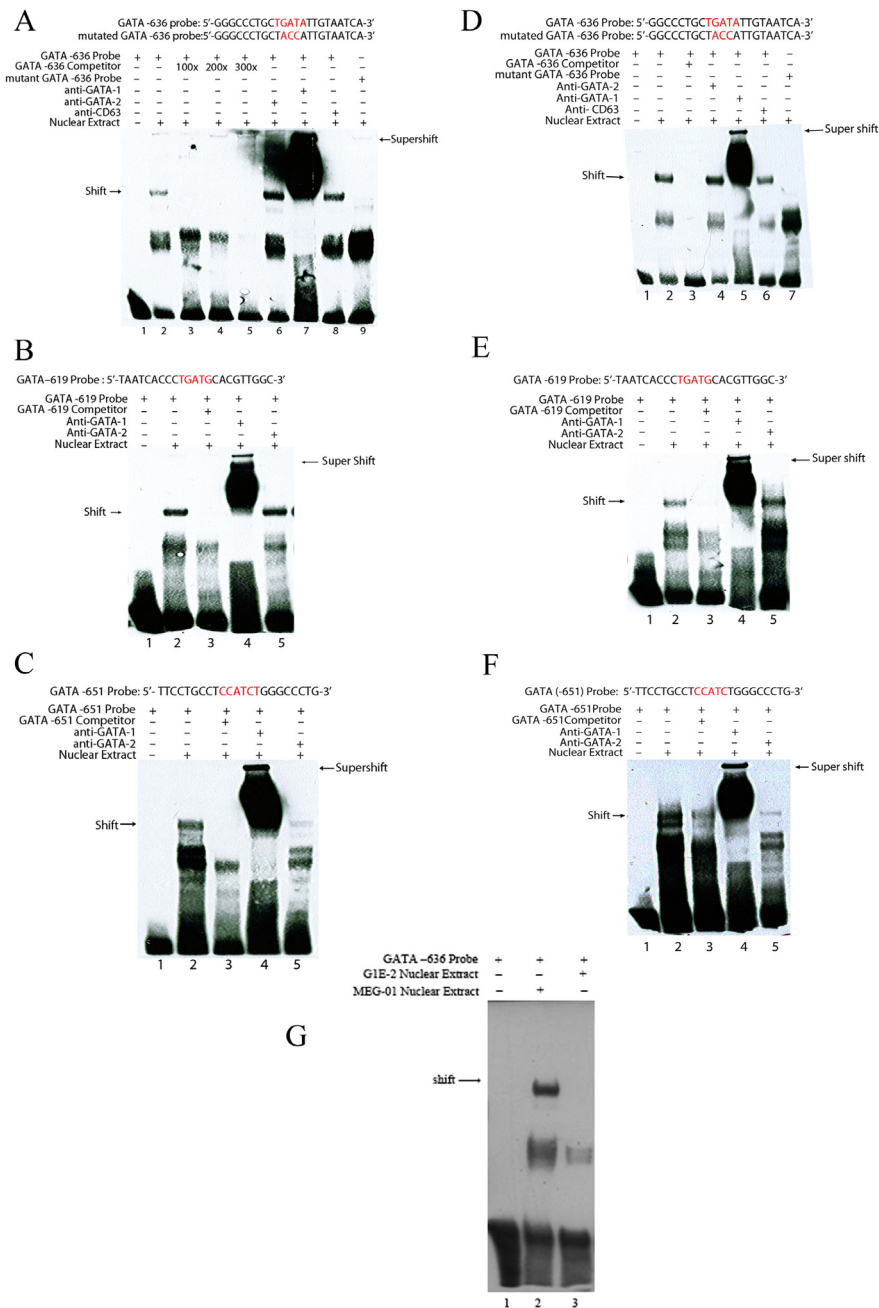 A
GATA -636 probe: 5′-GGGCCCTGCTGATATTGTAATCA-3′
mutated GATA -636 probe:5′-GGGCCCTGCTACCATTGTAATCA-3′
GATA -636 Probe + + + + + + + + –
GATA -636 Competitor – – 100x 200x 300x – – – –
mutant GATA -636 Probe – – – – – – – – +
anti-GATA-1 – – – – – – + – –
anti-GATA-2 – – – – – + – – –
anti-CD63 – – – – – – – + –
Nuclear Extract – + + + + + + + +
Supershift
Shift
1 2 3 4 5 6 7 8 9
D
GATA -636 Probe: 5′-GGCCCTGCTGATATTGTAATCA-3′
mutated GATA -636 Probe: 5′-GGCCCTGCTACCATTGTAATCA-3′
GATA -636 Probe + + + + + + –
GATA -636 Competitor – – + – – – –
mutant GATA -636 Probe – – – – – – +
Anti-GATA-2 – – – + – – –
Anti-GATA-1 – – – – + – –
Anti- CD63 – – – – – + –
Nuclear Extract – + + + + + +
Super shift
Shift
1 2 3 4 5 6 7
B
GATA–619 Probe : 5′-TAATCACCCTGATGCACGTTGGC-3′
GATA -619 Probe + + + + +
GATA -619 Competitor – – + – –
Anti-GATA-1 – – – + –
Anti-GATA-2 – – – – +
Nuclear Extract – + + + +
Super Shift
Shift
1 2 3 4 5
E
GATA -619 Probe: 5′-TAATCACCCTGATGCACGTTGGC-3′
GATA -619 Probe + + + + +
GATA -619 Competitor – – + – –
Anti-GATA-1 – – – + –
Anti-GATA-2 – – – – +
Nuclear Extract – + + + +
Super shift
Shift
1 2 3 4 5
C
GATA -651 Probe: 5′- TTCCTGCCTCCATCTGGGCCCTG-3′
GATA -651 Probe + + + + +
GATA -651 Competitor – – + – –
anti-GATA-1 – – – + –
anti-GATA-2 – – – – +
Nuclear Extract – + + + +
Supershift
Shift
1 2 3 4 5
F
GATA (-651) Probe: 5′-TTCCTGCCTCCATCTGGGCCCTG-3′
GATA -651Probe + + + + +
GATA -651Competitor – – + – –
Anti-GATA-1 – – – + –
Anti-GATA-2 – – – – +
Nuclear Extract – + + + +
Super shift
Shift
1 2 3 4 5
G
GATA –636 Probe + + +
G1E-2 Nuclear Extract – – +
MEG-01 Nuclear Extract – + –
shift
1 2 3